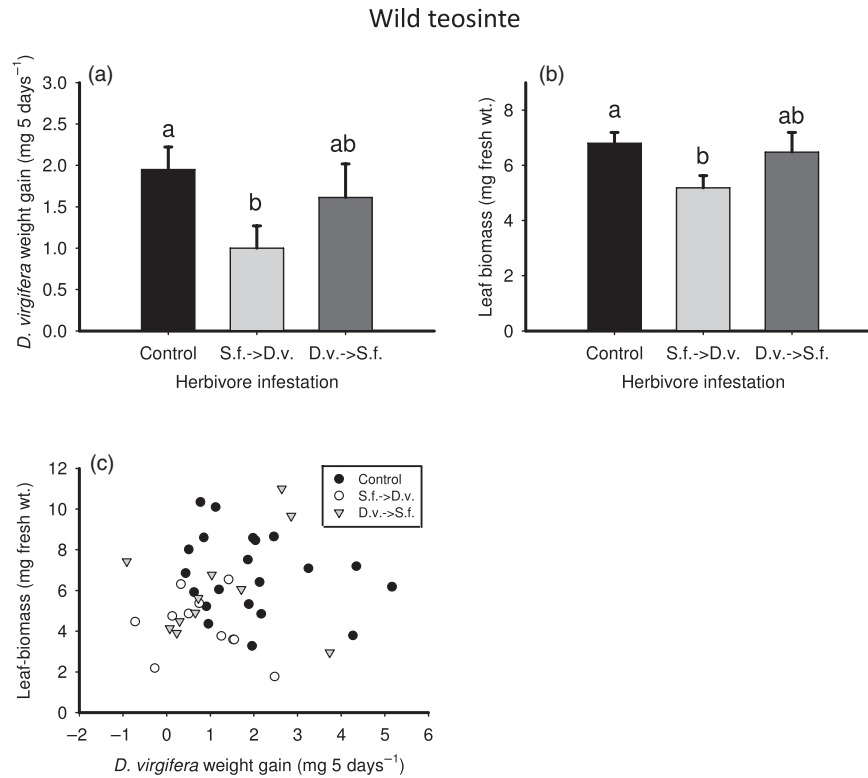 Wild teosinte
(a)
D. virgifera weight gain (mg 5 days⁻¹)
3.0
2.5
2.0
1.5
1.0
0.5
0.0
a
b
ab
Control S.f.->D.v. D.v.->S.f.
Herbivore infestation
(b)
Leaf biomass (mg fresh wt.)
8
6
4
2
0
a
b
ab
Control S.f.->D.v. D.v.->S.f.
Herbivore infestation
(c)
Leaf-biomass (mg fresh wt.)
12
10
8
6
4
2
0
Control
S.f.->D.v.
D.v.->S.f.
−2 −1 0 1 2 3 4 5 6
D. virgifera weight gain (mg 5 days⁻¹)